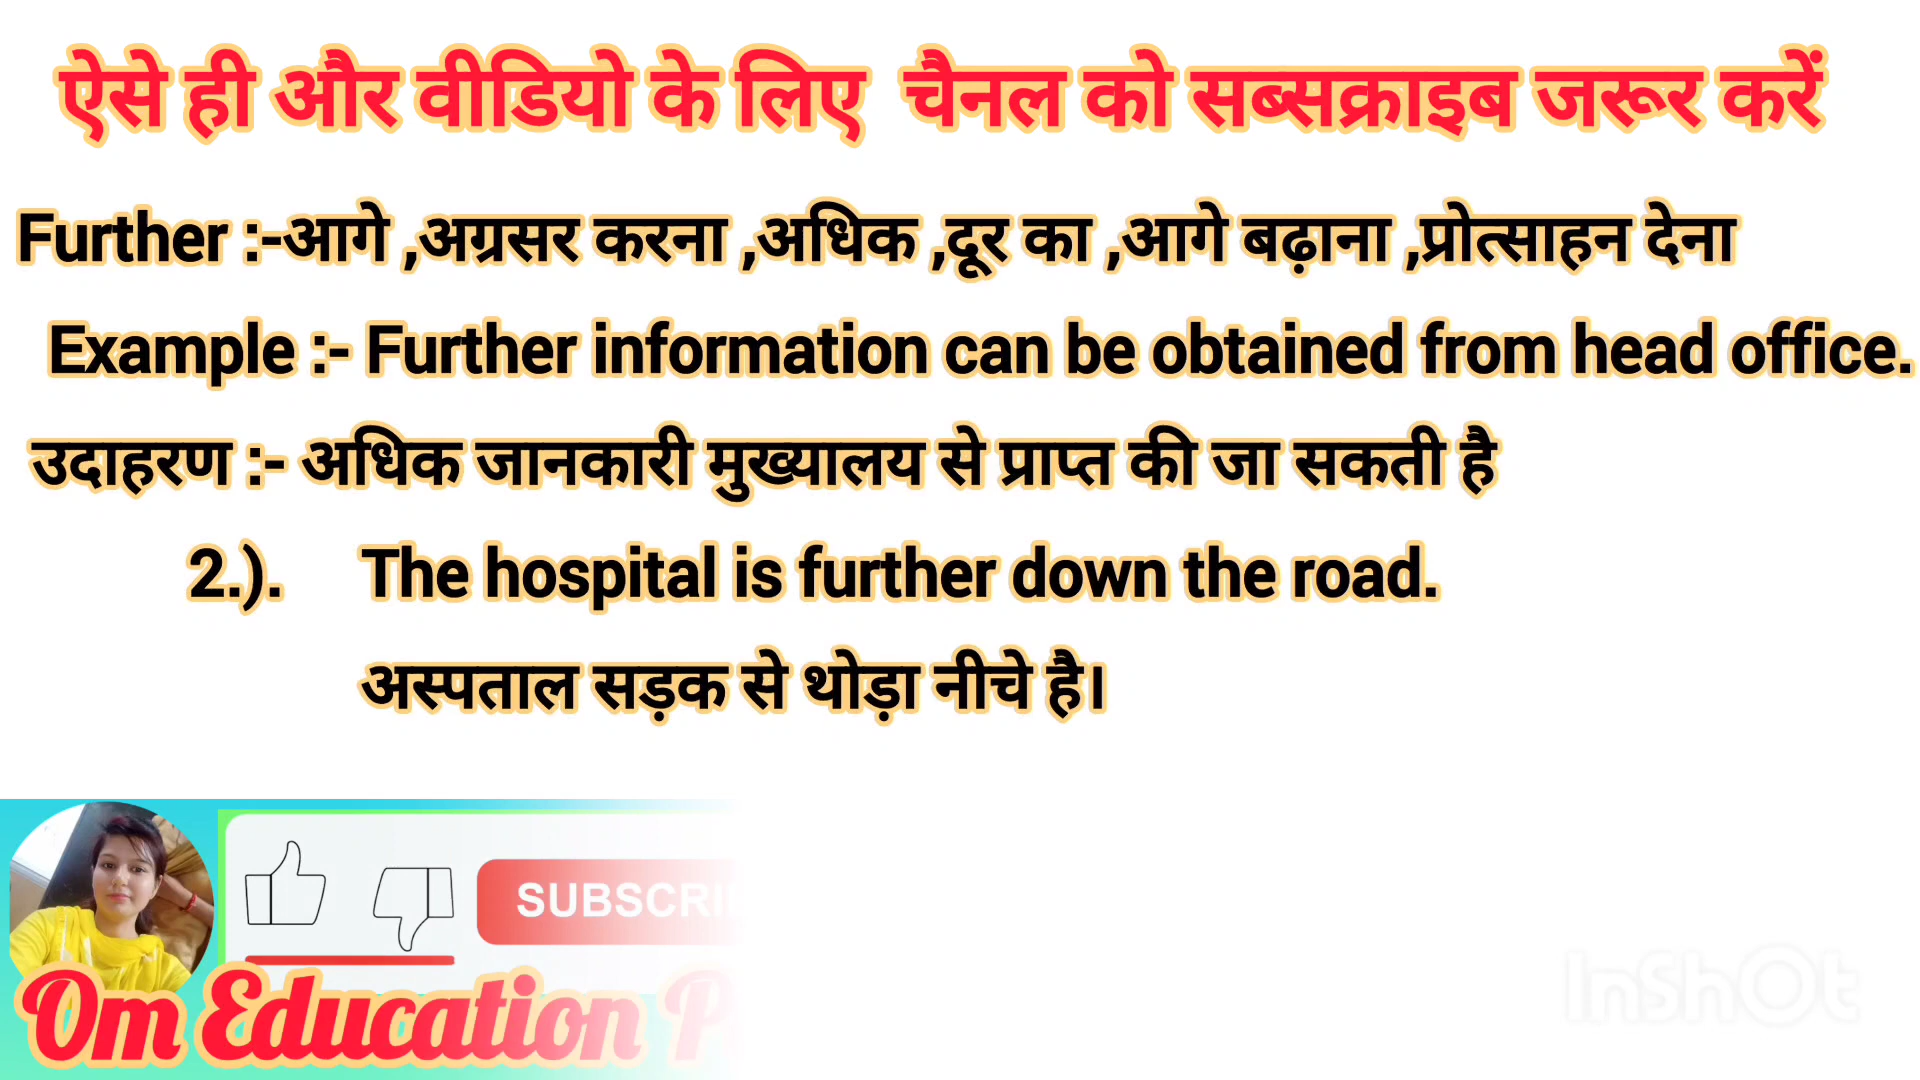 ऐसे ही और वीडियो के लिए चैनल को सब्सक्राइब जरूर करें
Further :-आगे ,अग्रसर करना ,अधिक ,दूर का ,आगे बढ़ाना ,प्रोत्साहन देना
Example :- Further information can be obtained from head office.
उदाहरण :- अधिक जानकारी मुख्यालय से प्राप्त की जा सकती है
2.). The hospital is further down the road.
अस्पताल सड़क से थोड़ा नीचे है।
SUBSCRI
Om Education P
InShOt